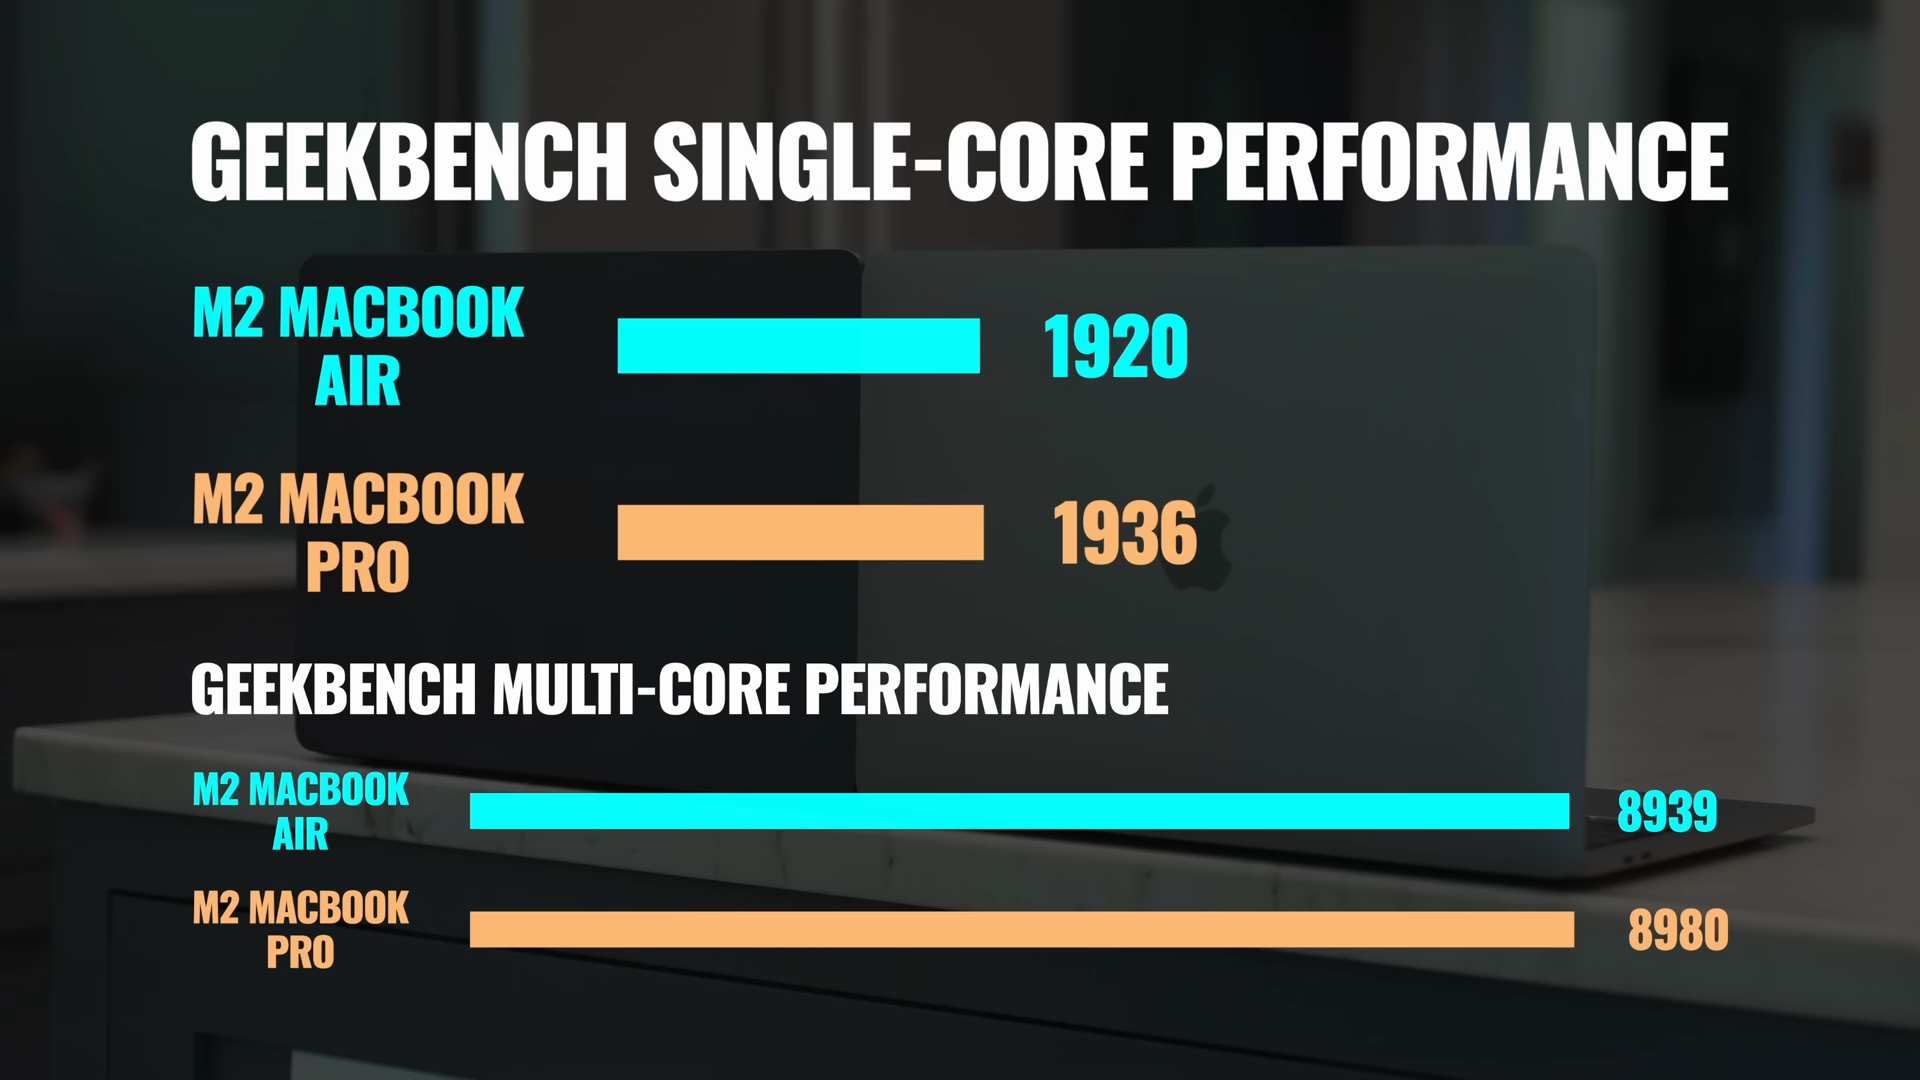 GEEKBENCH SINGLE-CORE PERFORMANCE
M2 MACBOOK
AIR
1920
M2 MACBOOK
PRO
1936
GEEKBENCH MULTI-CORE PERFORMANCE
M2 MACBOOK
AIR
8939
M2 MACBOOK
PRO
8980